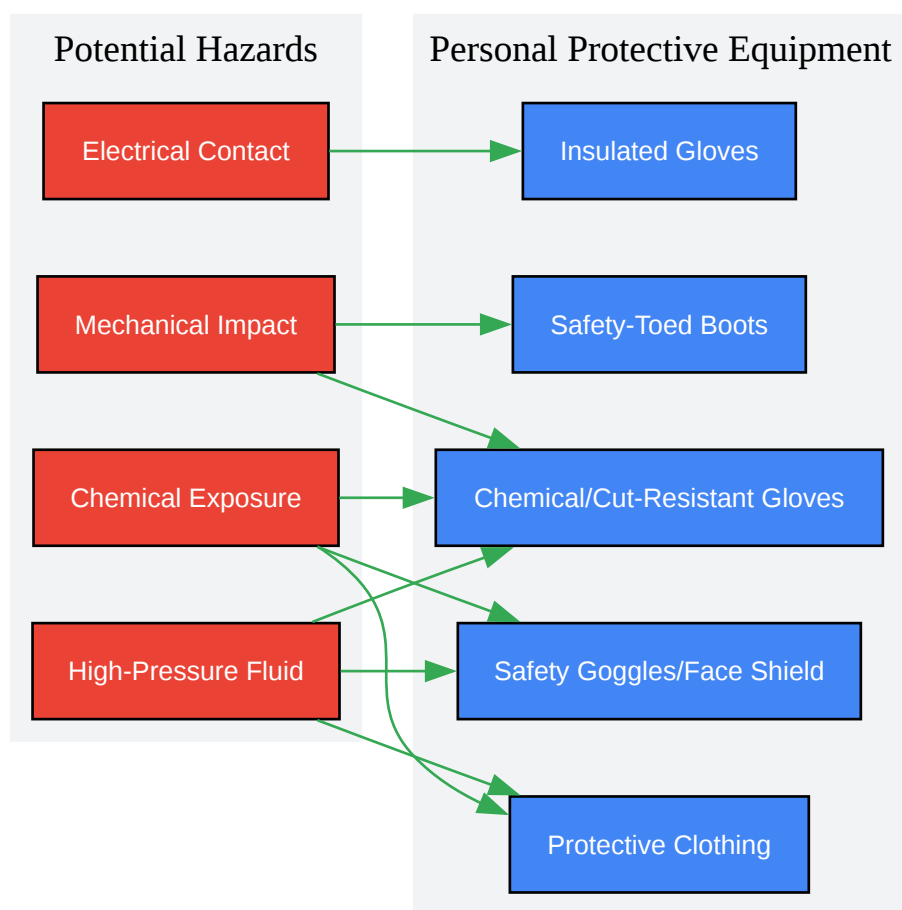 Potential Hazards
Personal Protective Equipment
Electrical Contact
Insulated Gloves
Mechanical Impact
Safety-Toed Boots
Chemical Exposure
Chemical/Cut-Resistant Gloves
High-Pressure Fluid
Safety Goggles/Face Shield
Protective Clothing